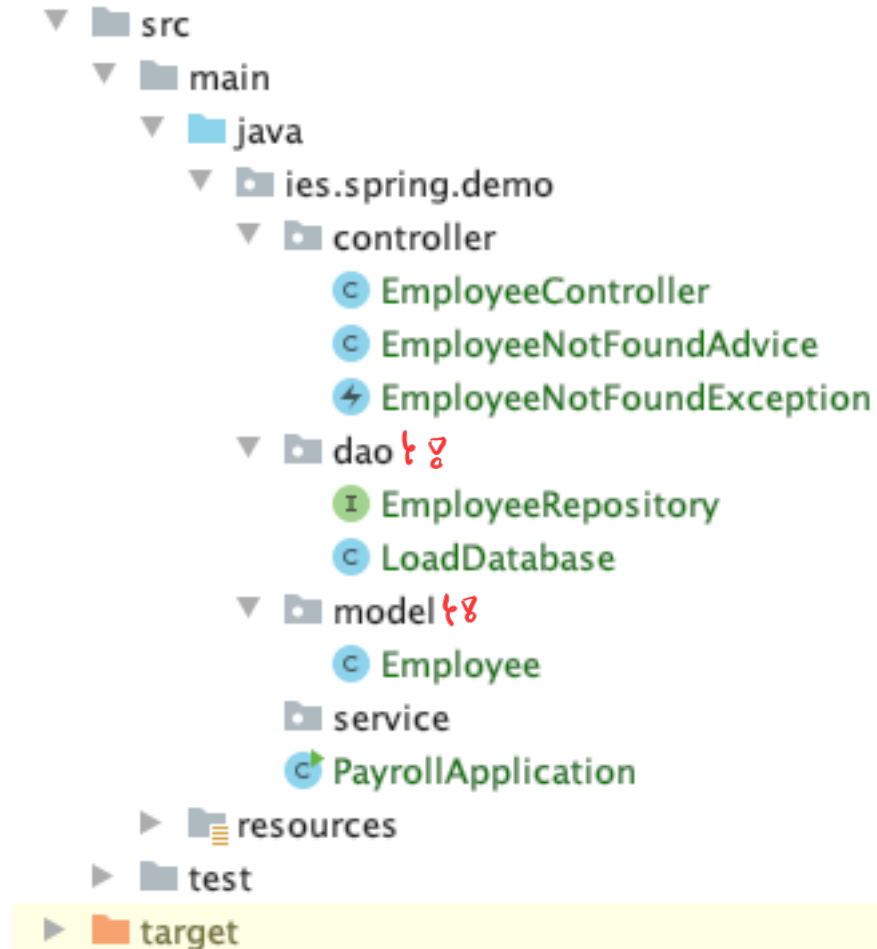 src
main
java
ies.spring.demo
controller
C EmployeeController
C EmployeeNotFoundAdvice
EmployeeNotFoundException
dao
I EmployeeRepository
C LoadDatabase
model
C Employee
service
C PayrollApplication
resources
test
target